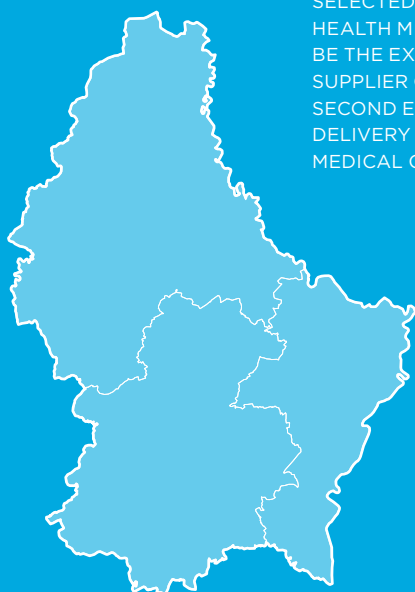 SELECTED
HEALTH M
BE THE EX
SUPPLIER
SECOND E
DELIVERY
MEDICAL